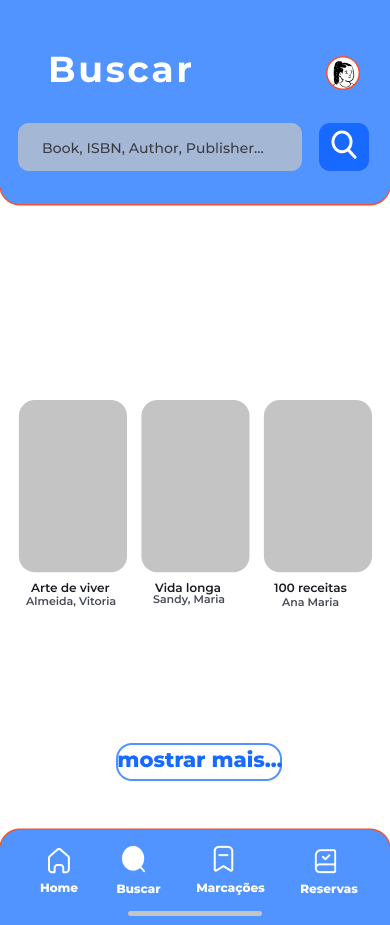 Buscar
Book, ISBN, Author, Publisher...
Arte de viver
Almeida, Vitoria
Vida longa
Sandy, Maria
100 receitas
Ana Maria
mostrar mais...
Home
Buscar
Marcações
Reservas